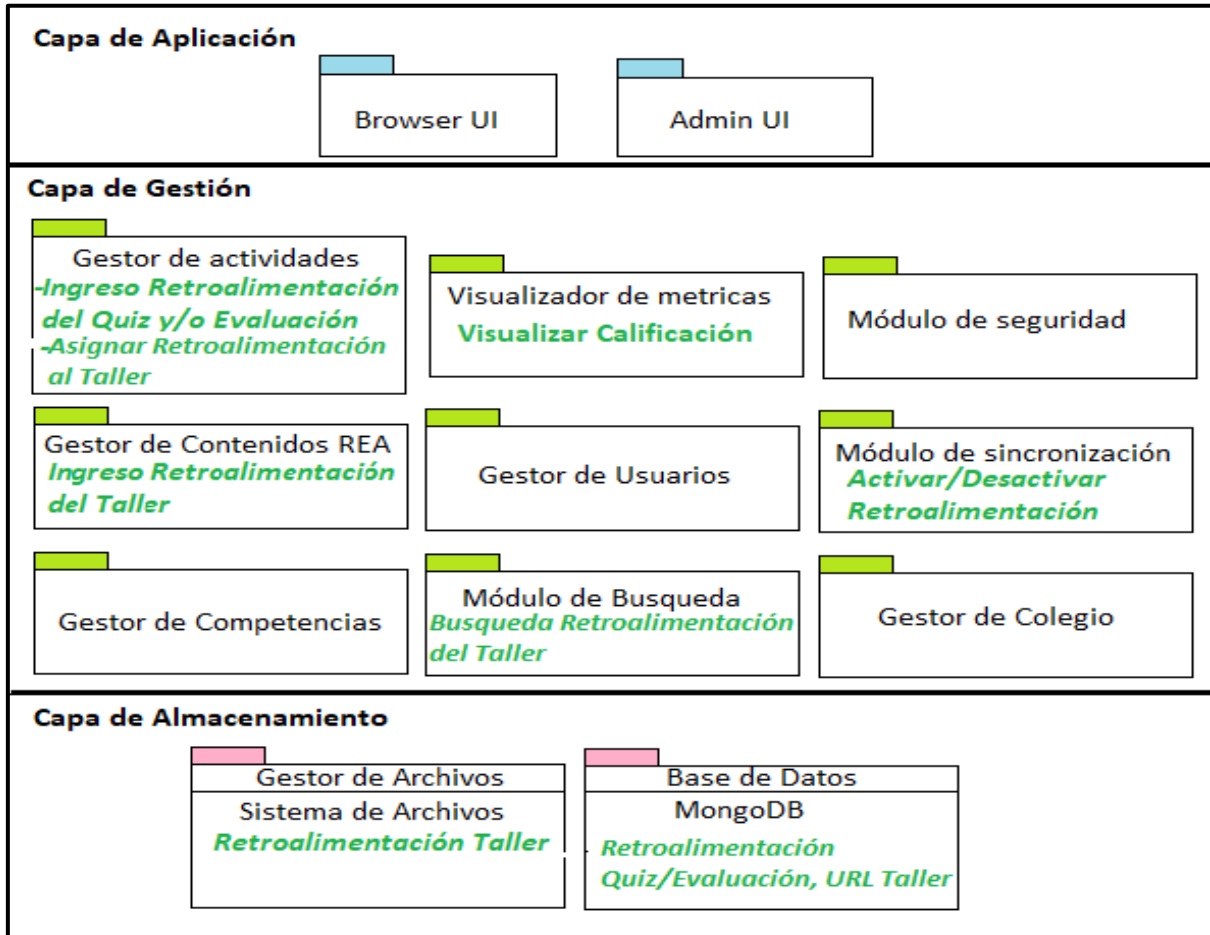 Capa de Aplicación
Browser UI
Admin UI
Capa de Gestión
Gestor de actividades
-Ingreso Retroalimentación
del Quiz y/o Evaluación
-Asignar Retroalimentación
al Taller
Visualizador de metricas
Visualizar Calificación
Módulo de seguridad
Gestor de Contenidos REA
Ingreso Retroalimentación
del Taller
Gestor de Usuarios
Módulo de sincronización
Activar/Desactivar
Retroalimentación
Gestor de Competencias
Módulo de Busqueda
Busqueda Retroalimentación
del Taller
Gestor de Colegio
Capa de Almacenamiento
Gestor de Archivos
Sistema de Archivos
Retroalimentación Taller
Base de Datos
MongoDB
Retroalimentación
Quiz/Evaluación, URL Taller